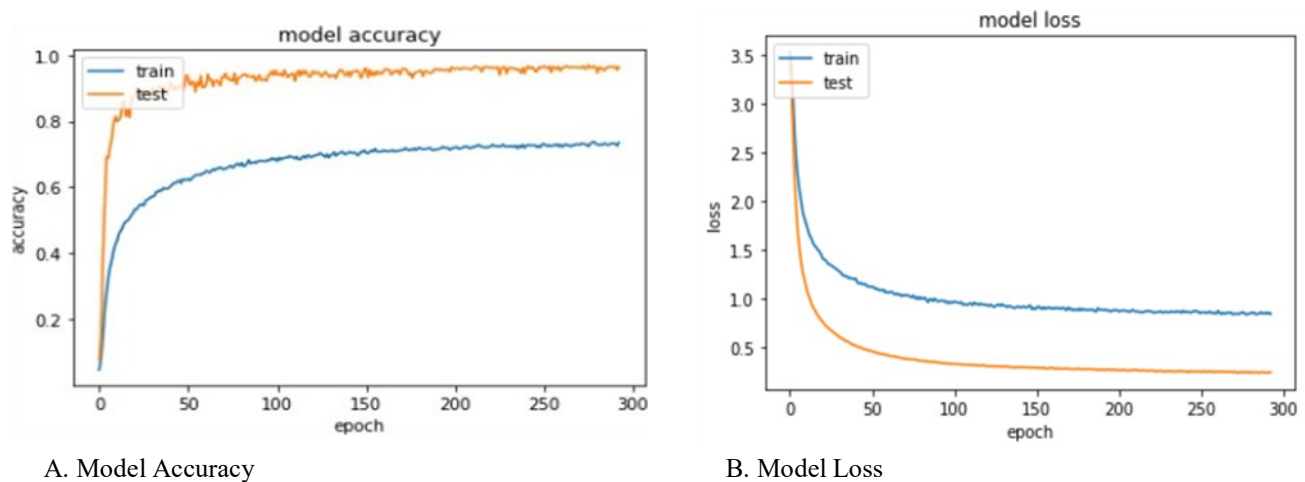 model accuracy
1.0
0.8
0.6
0.4
0.2
accuracy
train
test
0 50 100 150 200 250 300
epoch
A. Model Accuracy
model loss
3.5
3.0
2.5
2.0
1.5
1.0
0.5
loss
train
test
0 50 100 150 200 250 300
epoch
B. Model Loss